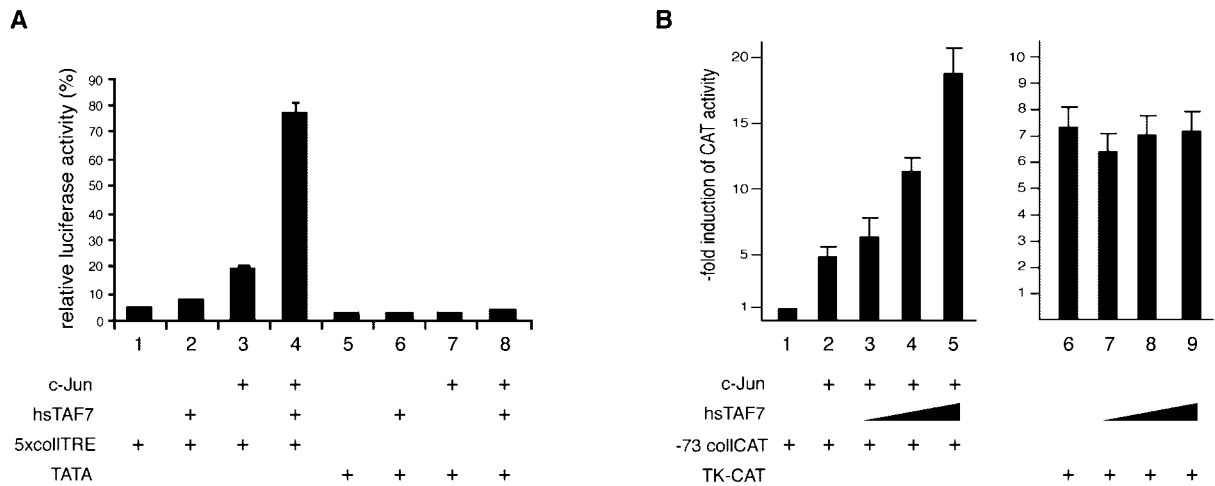 A
relative luciferase activity (%)
90
80
70
60
50
40
30
20
10
0
1 2 3 4 5 6 7 8
c-Jun + + + +
hsTAF7 + + + +
5xcollTRE + + + +
TATA + + + +
B
-fold induction of CAT activity
20
15
10
5
1
10
9
8
7
6
5
4
3
2
1
1 2 3 4 5 6 7 8 9
c-Jun + + + +
hsTAF7
-73 collCAT + + + + +
TK-CAT + + + +